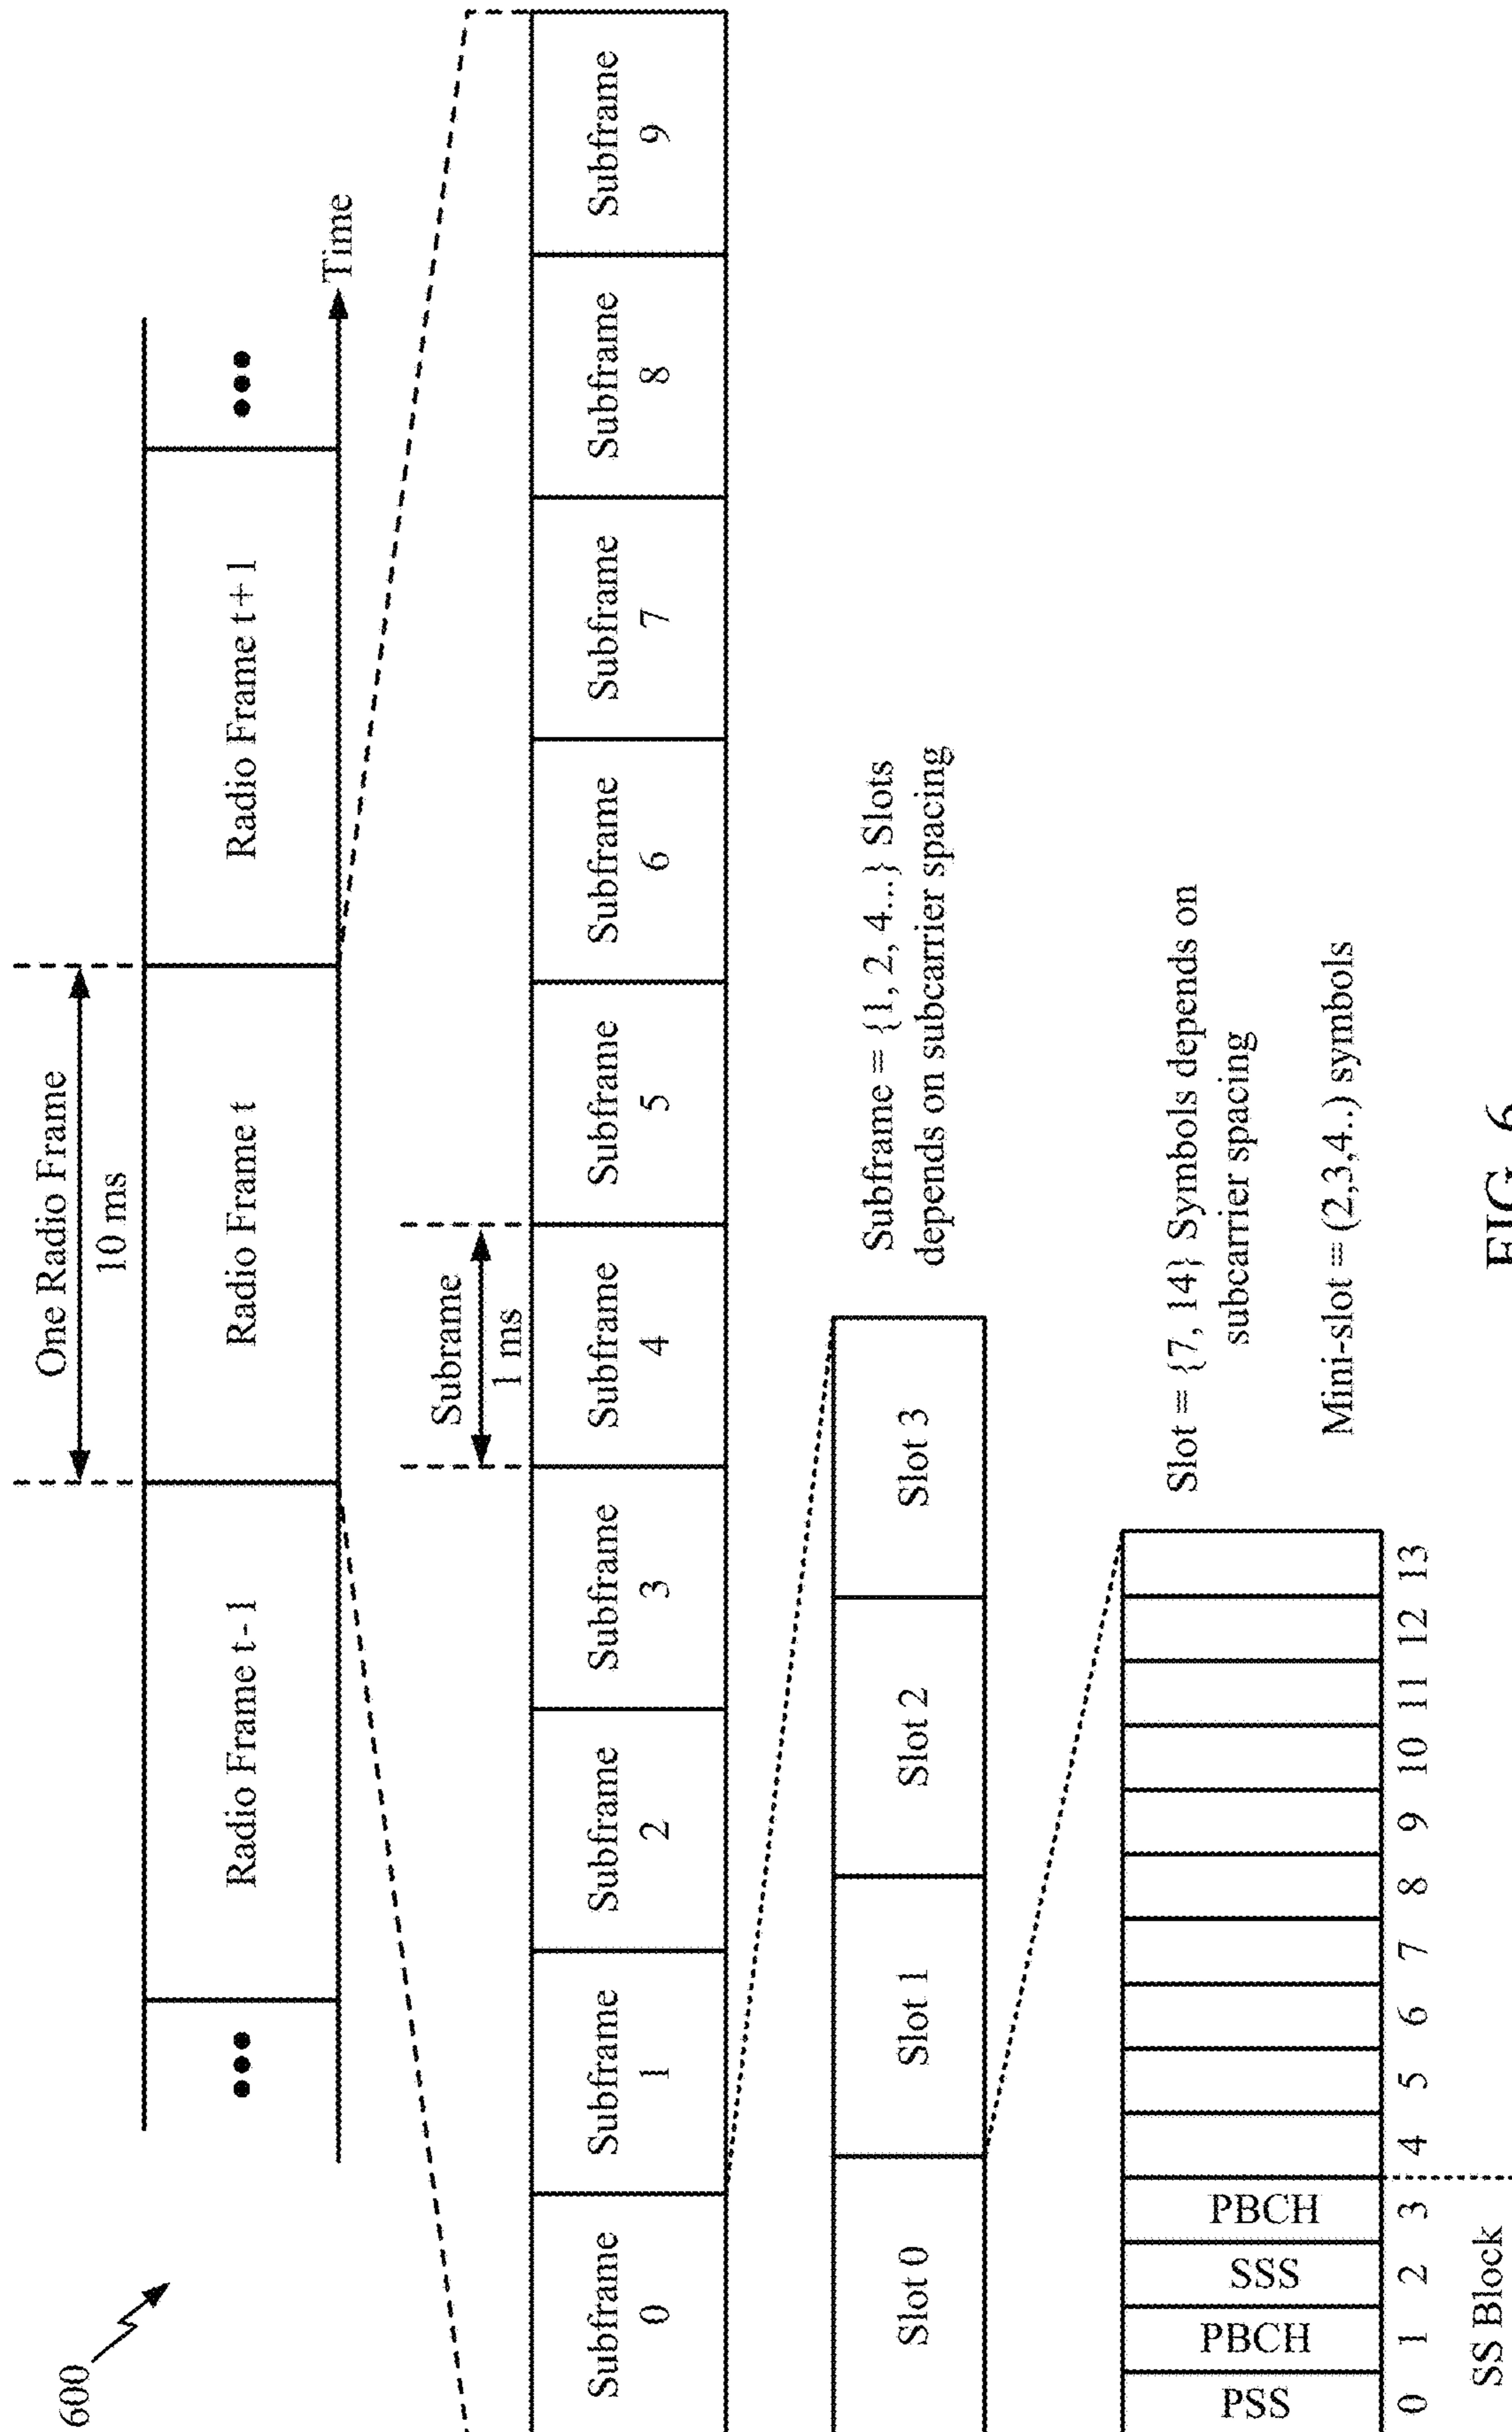 600
One Radio Frame
10 ms
Radio Frame t-1
Radio Frame t
Radio Frame t+1
Time
Subrame
1 ms
Subframe
0
Subframe
1
Subframe
2
Subframe
3
Subframe
4
Subframe
5
Subframe
6
Subframe
7
Subframe
8
Subframe
9
Slot 0
Slot 1
Slot 2
Slot 3
Subframe = {1, 2, 4...} Slots
depends on subcarrier spacing
PSS
PBCH
SSS
PBCH
0 1 2 3 4 5 6 7 8 9 10 11 12 13
SS Block
Slot = {7, 14} Symbols depends on
subcarrier spacing
Mini-slot = (2,3,4..) symbols
FIG. 6